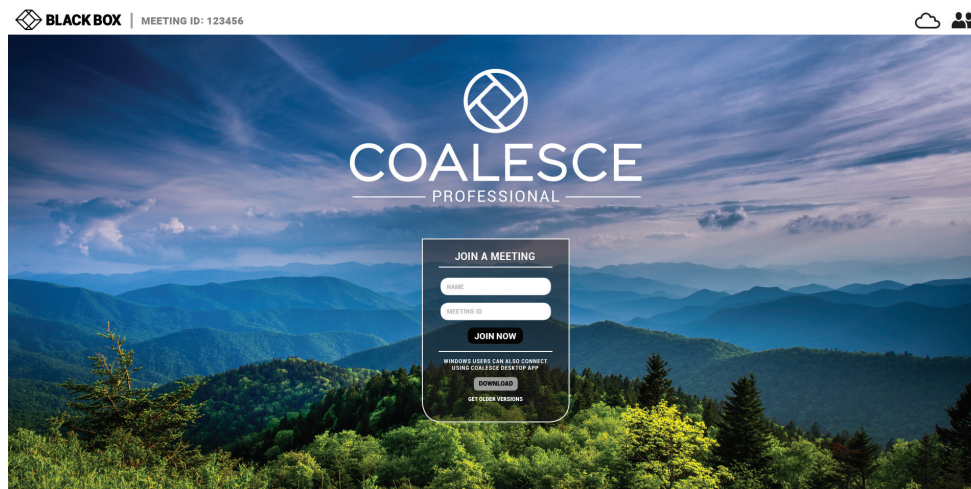 BLACK BOX | MEETING ID: 123456
COALESCE
PROFESSIONAL
JOIN A MEETING
NAME
MEETING ID
JOIN NOW
WINDOWS USERS CAN ALSO CONNECT
USING COALESCE DESKTOP APP
DOWNLOAD
GET OLDER VERSIONS